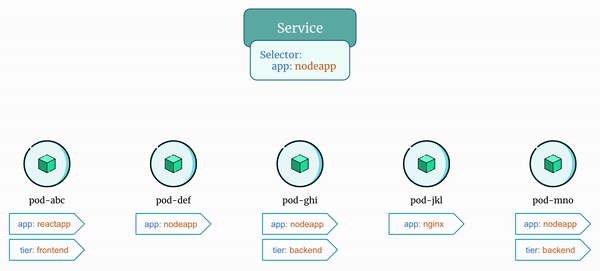 Service
Selector:
app: nodeapp
pod-abc
pod-def
pod-ghi
pod-jkl
pod-mno
app: reactapp
app: nodeapp
app: nodeapp
app: nginx
app: nodeapp
tier: frontend
tier: backend
tier: backend